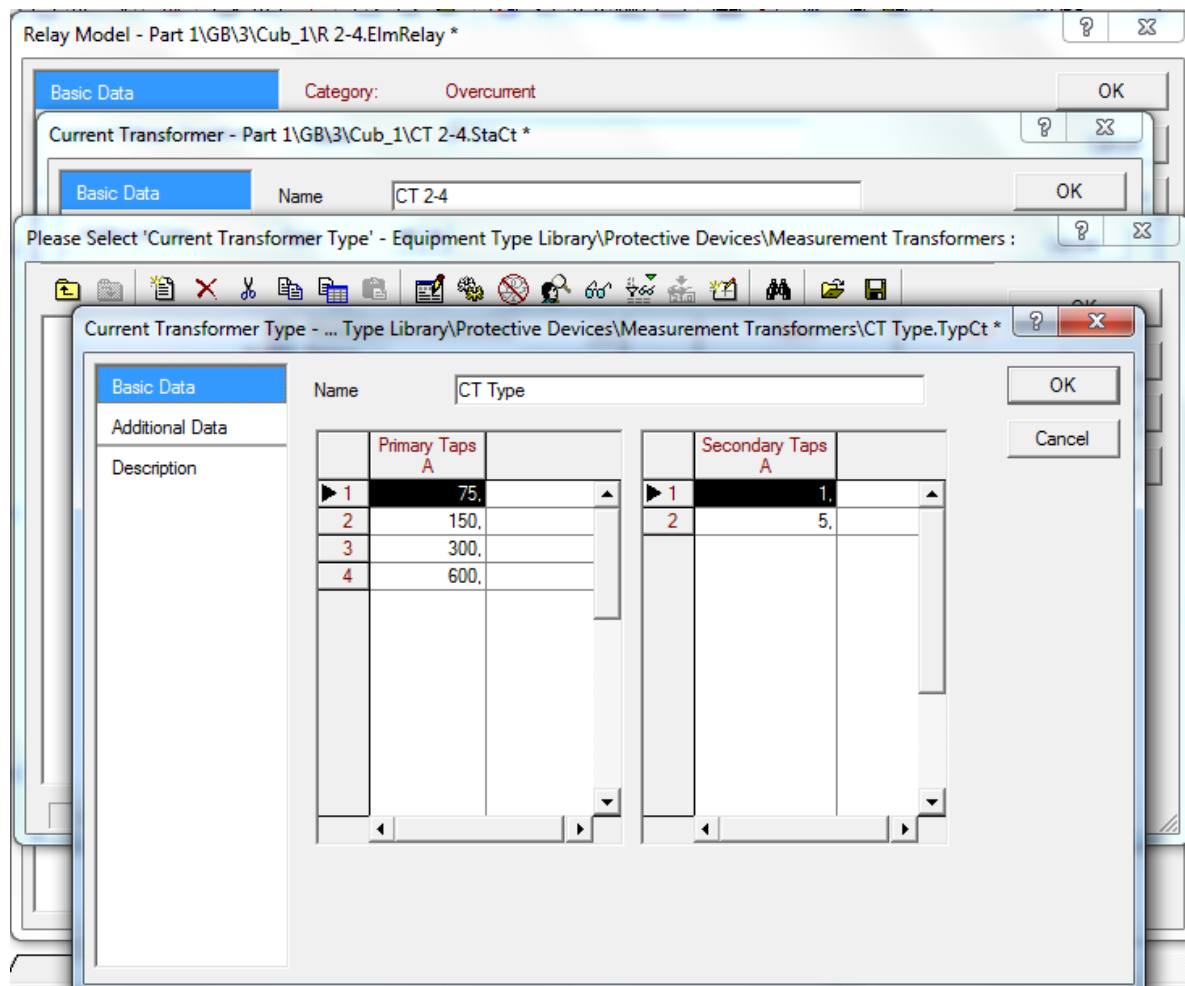 Relay Model - Part 1\GB\3\Cub_1\R 2-4.ElmRelay *
Basic Data
Category:
Overcurrent
OK
Current Transformer - Part 1\GB\3\Cub_1\CT 2-4.StaCt *
Basic Data
Name
CT 2-4
OK
Please Select 'Current Transformer Type' - Equipment Type Library\Protective Devices\Measurement Transformers :
Current Transformer Type - ... Type Library\Protective Devices\Measurement Transformers\CT Type.TypCt *
Basic Data
Additional Data
Description
Name
CT Type
OK
Cancel
Primary Taps
A
1 75,
2 150,
3 300,
4 600,
Secondary Taps
A
1 1,
2 5,